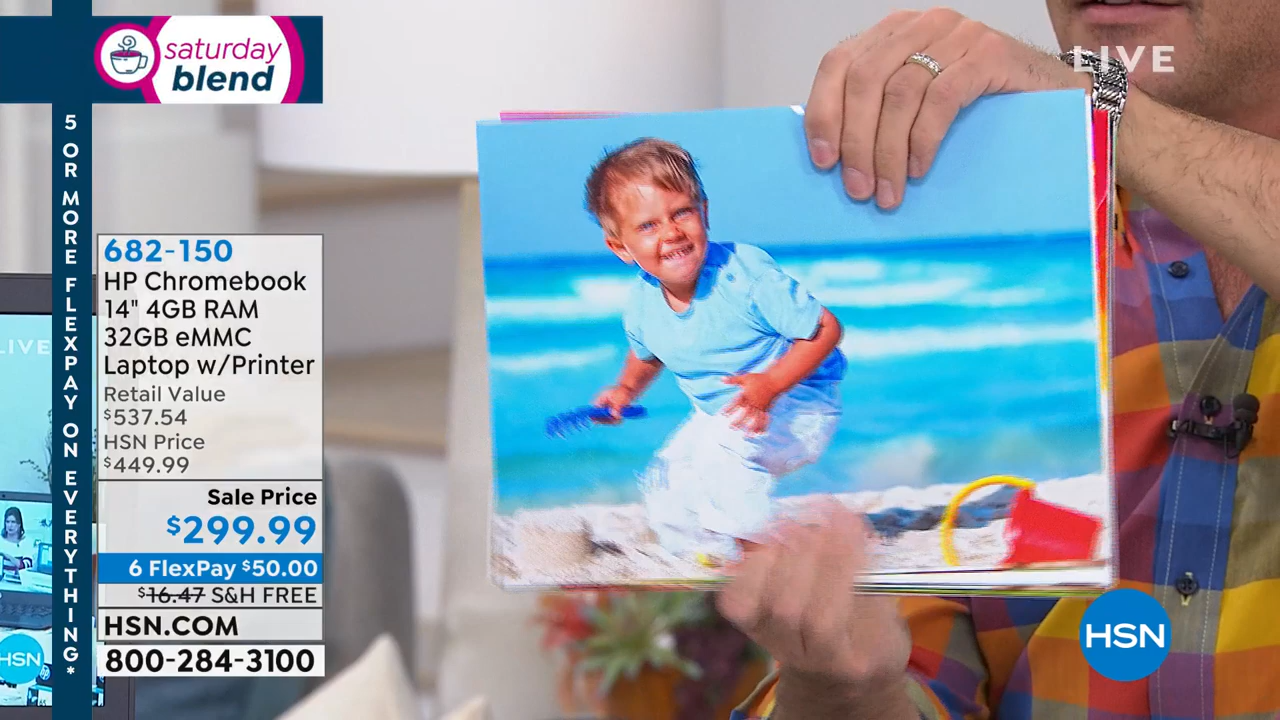 saturday
blend
LIVE
5 OR MORE FLEXPAY ON EVERYTHING*
682-150
HP Chromebook
14" 4GB RAM
32GB eMMC
Laptop w/Printer
Retail Value
$537.54
HSN Price
$449.99
Sale Price
$299.99
6 FlexPay $50.00
$16.47 S&H FREE
HSN.COM
800-284-3100
LIVE
HSN
HSN